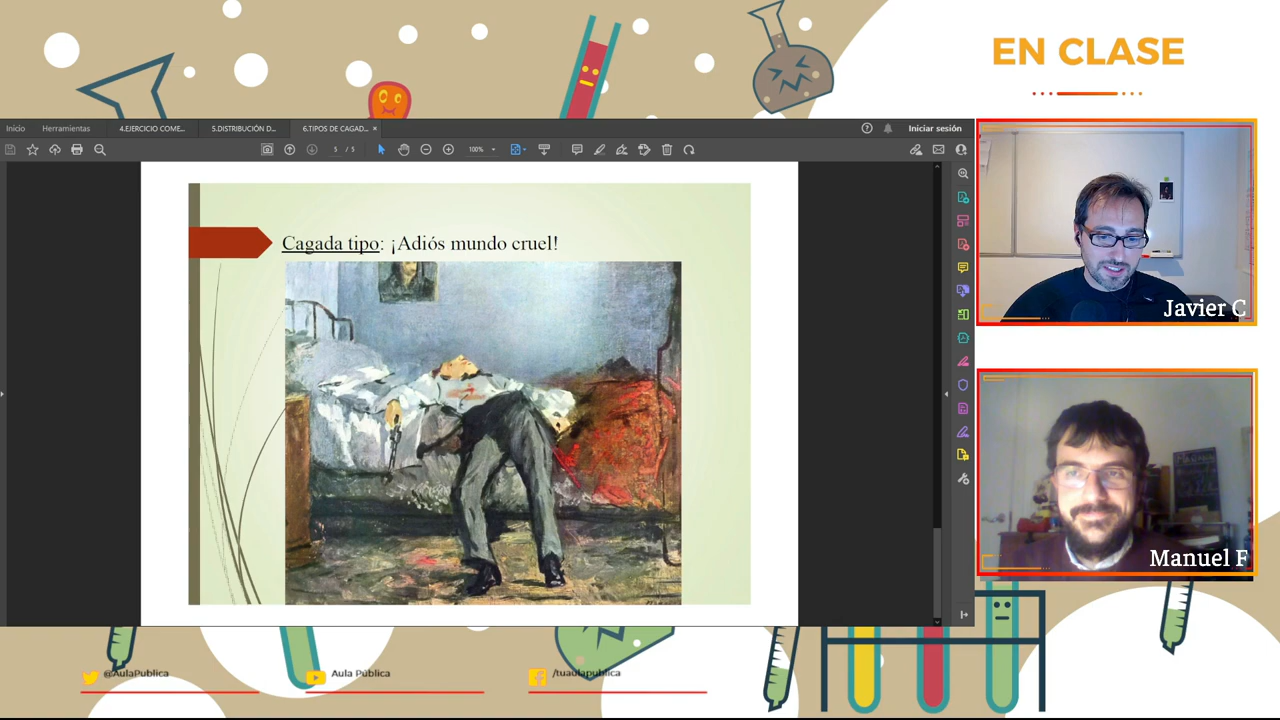 EN CLASE
Inicio
Herramientas
4.EJERCICIO COME...
5.DISTRIBUCIÓN D...
6.TIPOS DE CAGAD...
×
Iniciar sesión
5 / 5
100%
Cagada tipo: ¡Adiós mundo cruel!
Javier C
Manuel F
@AulaPublica
Aula Pública
/tuaulapublica